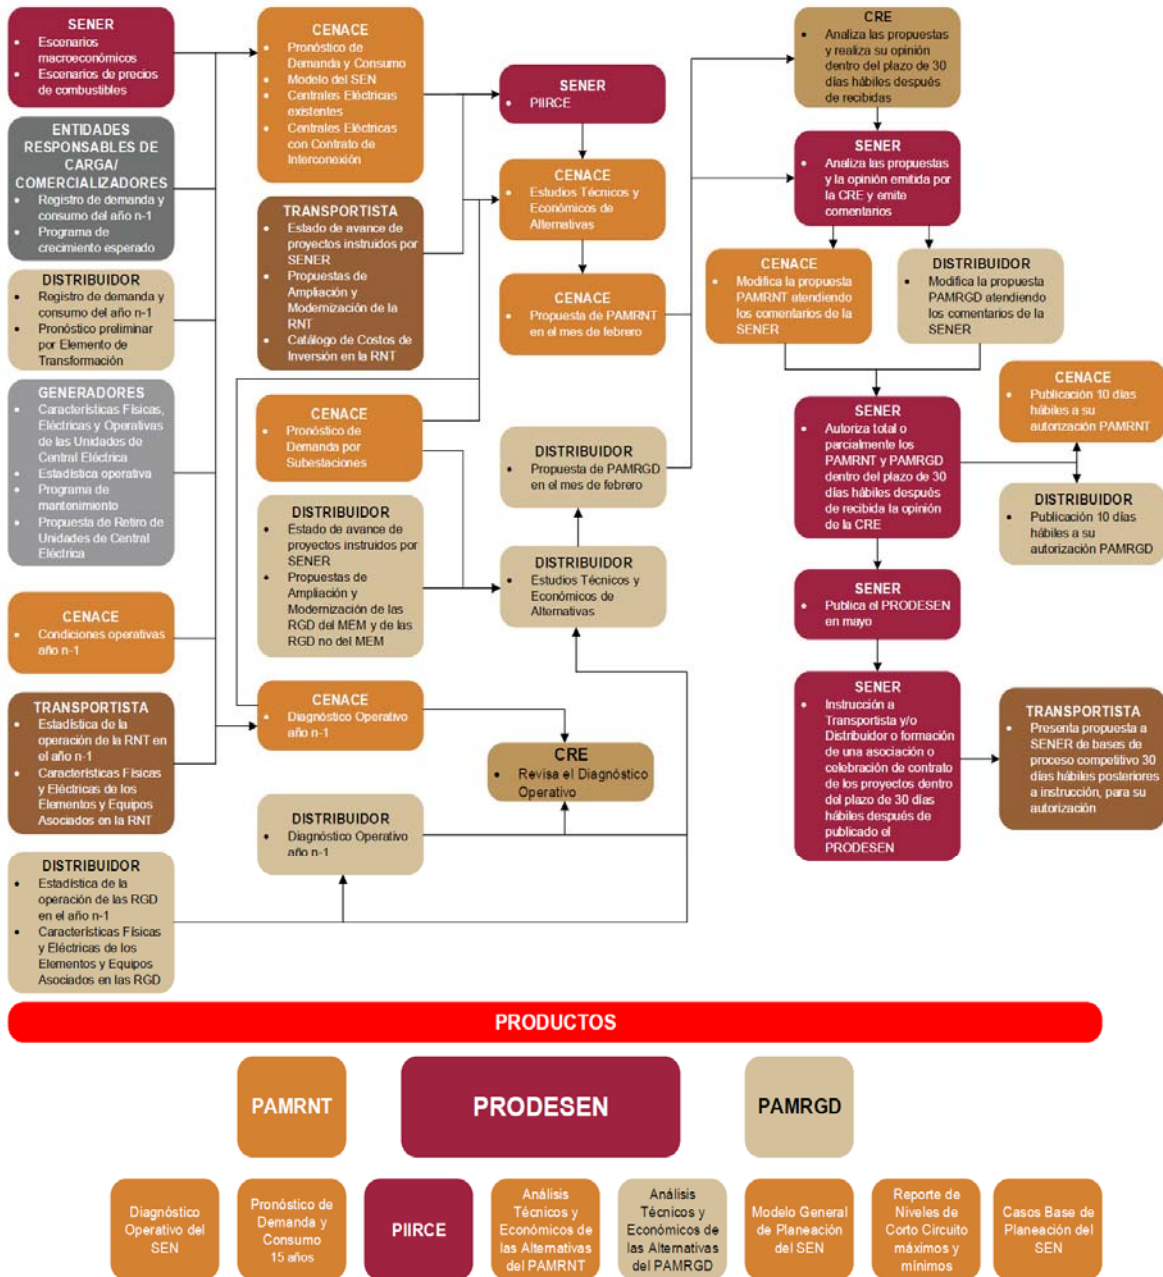 SENER
• Escenarios
macroeconómicos
• Escenarios de precios
de combustibles
ENTIDADES
RESPONSABLES DE
CARGA/
COMERCIALIZADORES
• Registro de demanda y
consumo del año n-1
• Programa de
crecimiento esperado
DISTRIBUIDOR
• Registro de demanda y
consumo del año n-1
• Pronóstico preliminar
por Elemento de
Transformación
GENERADORES
• Características Físicas,
Eléctricas y Operativas
de las Unidades de
Central Eléctrica
• Estadística operativa
• Programa de
mantenimiento
• Propuesta de Retiro de
Unidades de Central
Eléctrica
CENACE
• Condiciones operativas
año n-1
TRANSPORTISTA
• Estadística de la
operación de la RNT en
el año n-1
• Características Físicas
y Eléctricas de los
Elementos y Equipos
Asociados en la RNT
DISTRIBUIDOR
• Estadística de la
operación de las RGD
en el año n-1
• Características Físicas
y Eléctricas de los
Elementos y Equipos
Asociados en las RGD
CENACE
• Pronóstico de
Demanda y Consumo
• Modelo del SEN
• Centrales Eléctricas
existentes
• Centrales Eléctricas
con Contrato de
Interconexión
TRANSPORTISTA
• Estado de avance de
proyectos instruidos por
SENER
• Propuestas de
Ampliación y
Modernización de la
RNT
• Catálogo de Costos de
Inversión en la RNT
CENACE
• Pronóstico de
Demanda por
Subestaciones
DISTRIBUIDOR
• Estado de avance de
proyectos instruidos por
SENER
• Propuestas de
Ampliación y
Modernización de las
RGD del MEM y de las
RGD no del MEM
CENACE
• Diagnóstico Operativo
año n-1
DISTRIBUIDOR
• Diagnóstico Operativo
año n-1
SENER
• PIIRCE
CENACE
• Estudios Técnicos y
Económicos de
Alternativas
CENACE
• Propuesta de PAMRNT
en el mes de febrero
DISTRIBUIDOR
• Propuesta de PAMRGD
en el mes de febrero
DISTRIBUIDOR
• Estudios Técnicos y
Económicos de
Alternativas
CRE
• Revisa el Diagnóstico
Operativo
CRE
• Analiza las propuestas
y realiza su opinión
dentro del plazo de 30
días hábiles después
de recibidas
SENER
• Analiza las propuestas
y la opinión emitida por
la CRE y emite
comentarios
CENACE
• Modifica la propuesta
PAMRNT atendiendo
los comentarios de la
SENER
DISTRIBUIDOR
• Modifica la propuesta
PAMRGD atendiendo
los comentarios de la
SENER
SENER
• Autoriza total o
parcialmente los
PAMRNT y PAMRGD
dentro del plazo de 30
días hábiles después
de recibida la opinión
de la CRE
CENACE
• Publicación 10 días
hábiles a su
autorización PAMRNT
DISTRIBUIDOR
• Publicación 10 días
hábiles a su
autorización PAMRGD
SENER
• Publica el PRODESEN
en mayo
SENER
• Instrucción a
Transportista y/o
Distribuidor o formación
de una asociación o
celebración de contrato
de los proyectos dentro
del plazo de 30 días
hábiles después de
publicado el
PRODESEN
TRANSPORTISTA
• Presenta propuesta a
SENER de bases de
proceso competitivo 30
días hábiles posteriores
a instrucción, para su
autorización
PRODUCTOS
PAMRNT
PRODESEN
PAMRGD
Diagnóstico
Operativo del
SEN
Pronóstico de
Demanda y
Consumo
15 años
PIIRCE
Análisis
Técnicos y
Económicos de
las Alternativas
del PAMRNT
Análisis
Técnicos y
Económicos de
las Alternativas
del PAMRGD
Modelo General
de Planeación
del SEN
Reporte de
Niveles de
Corto Circuito
máximos y
mínimos
Casos Base de
Planeación del
SEN